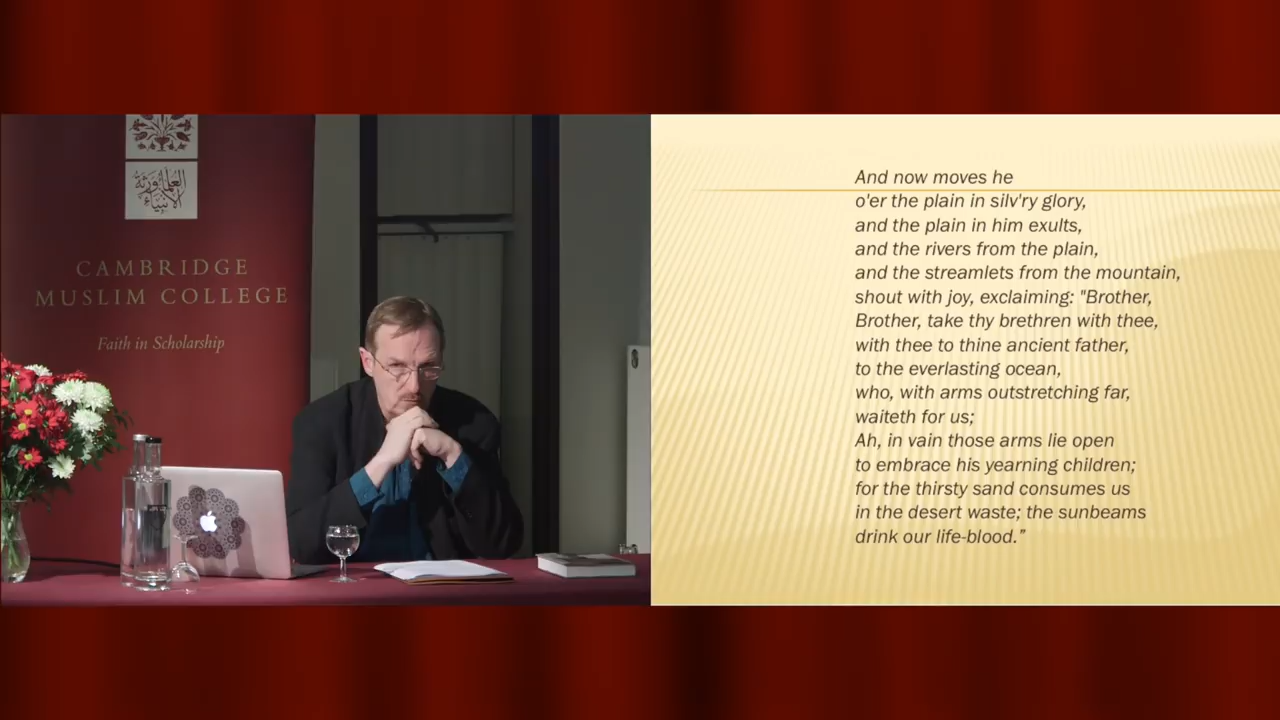 العلماء ورثة
الأنبياء
CAMBRIDGE
MUSLIM COLLEGE
Faith in Scholarship
And now moves he
o'er the plain in silv'ry glory,
and the plain in him exults,
and the rivers from the plain,
and the streamlets from the mountain,
shout with joy, exclaiming: "Brother,
Brother, take thy brethren with thee,
with thee to thine ancient father,
to the everlasting ocean,
who, with arms outstretching far,
waiteth for us;
Ah, in vain those arms lie open
to embrace his yearning children;
for the thirsty sand consumes us
in the desert waste; the sunbeams
drink our life-blood.”